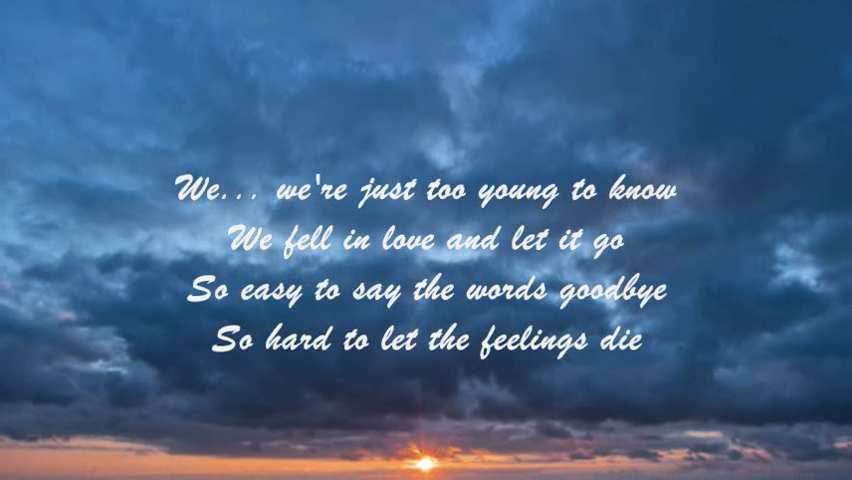 We... we're just too young to know
We fell in love and let it go
So easy to say the words goodbye
So hard to let the feelings die